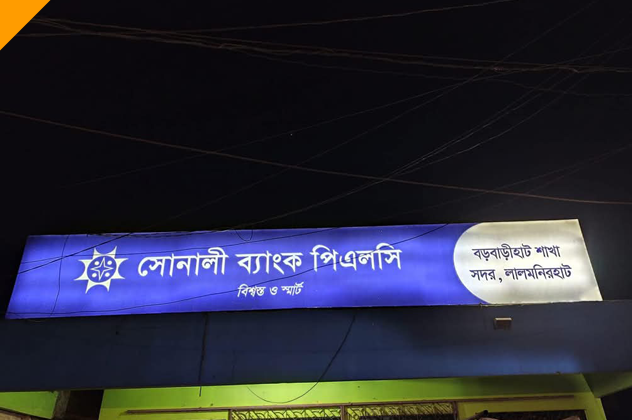 সোনালী ব্যাংক পিএলসি
বিশ্বস্ত ও স্মার্ট
বড়বাড়ীহাট শাখা
সদর, লালমনিরহাট